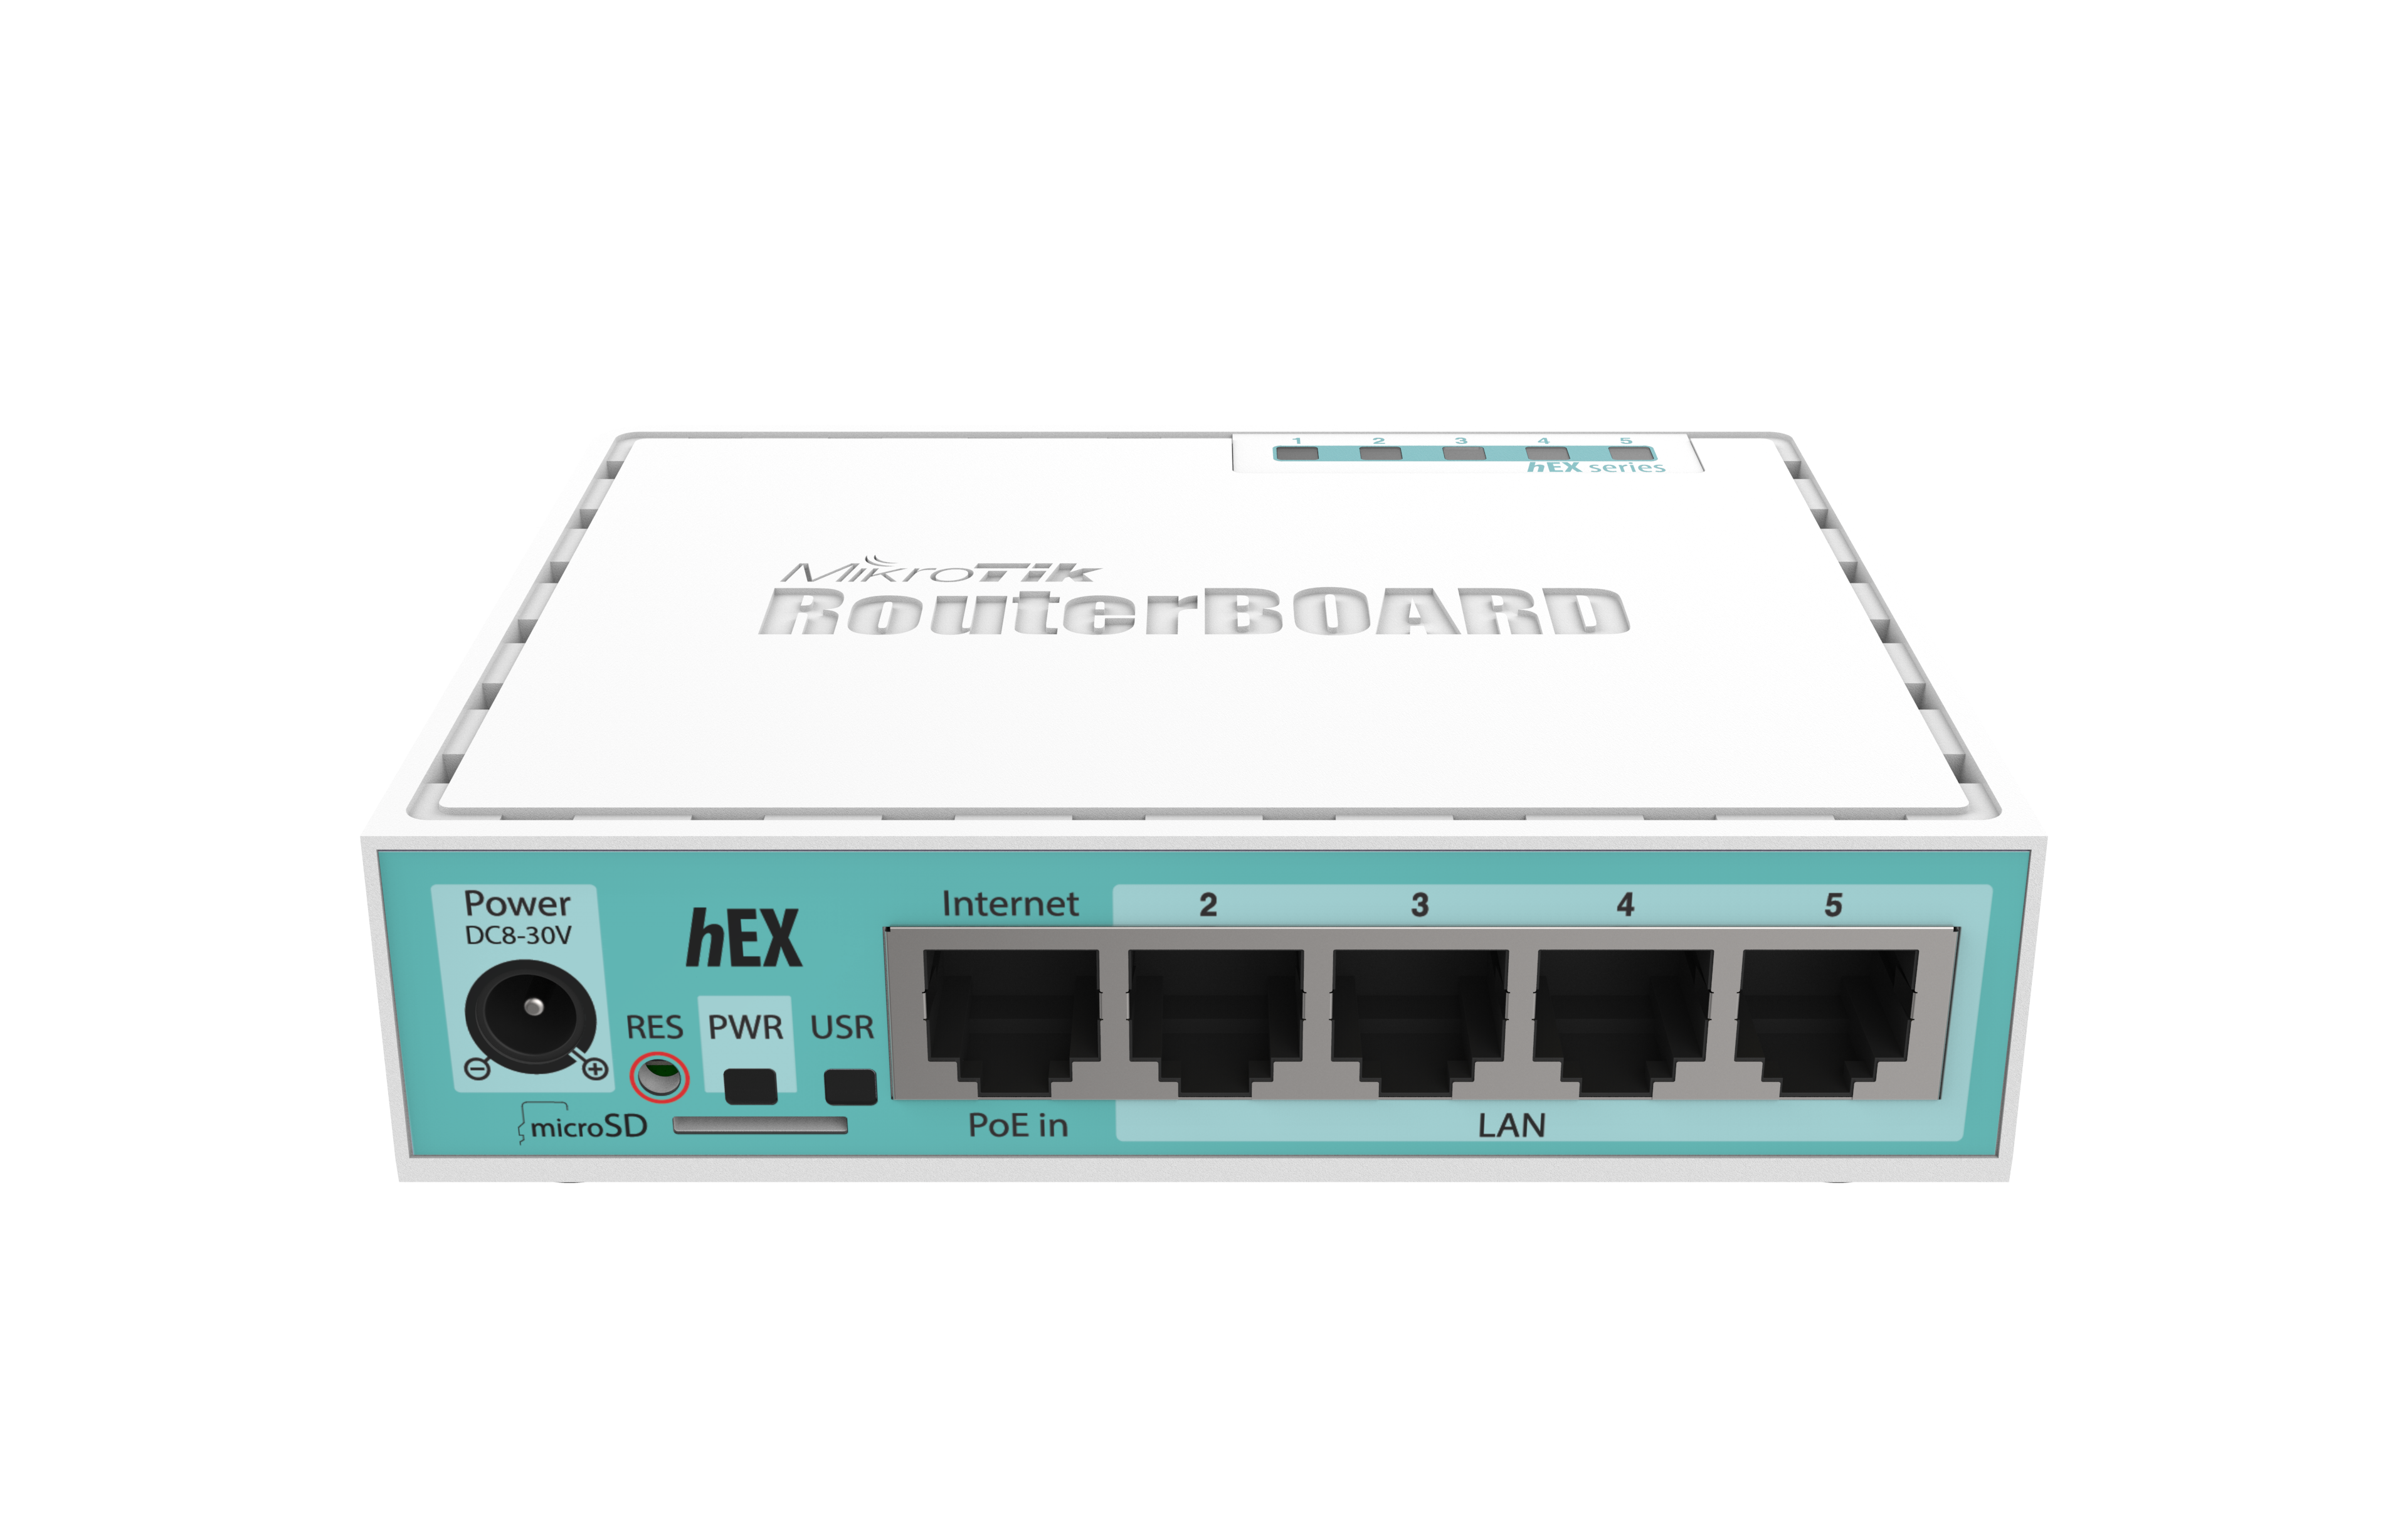 1 2 3 4 5
hEX series
MikroTik
RouterBOARD
Power
DC8-30V
hEX
Internet 2 3 4 5
RES PWR USR
microSD
PoE in
LAN